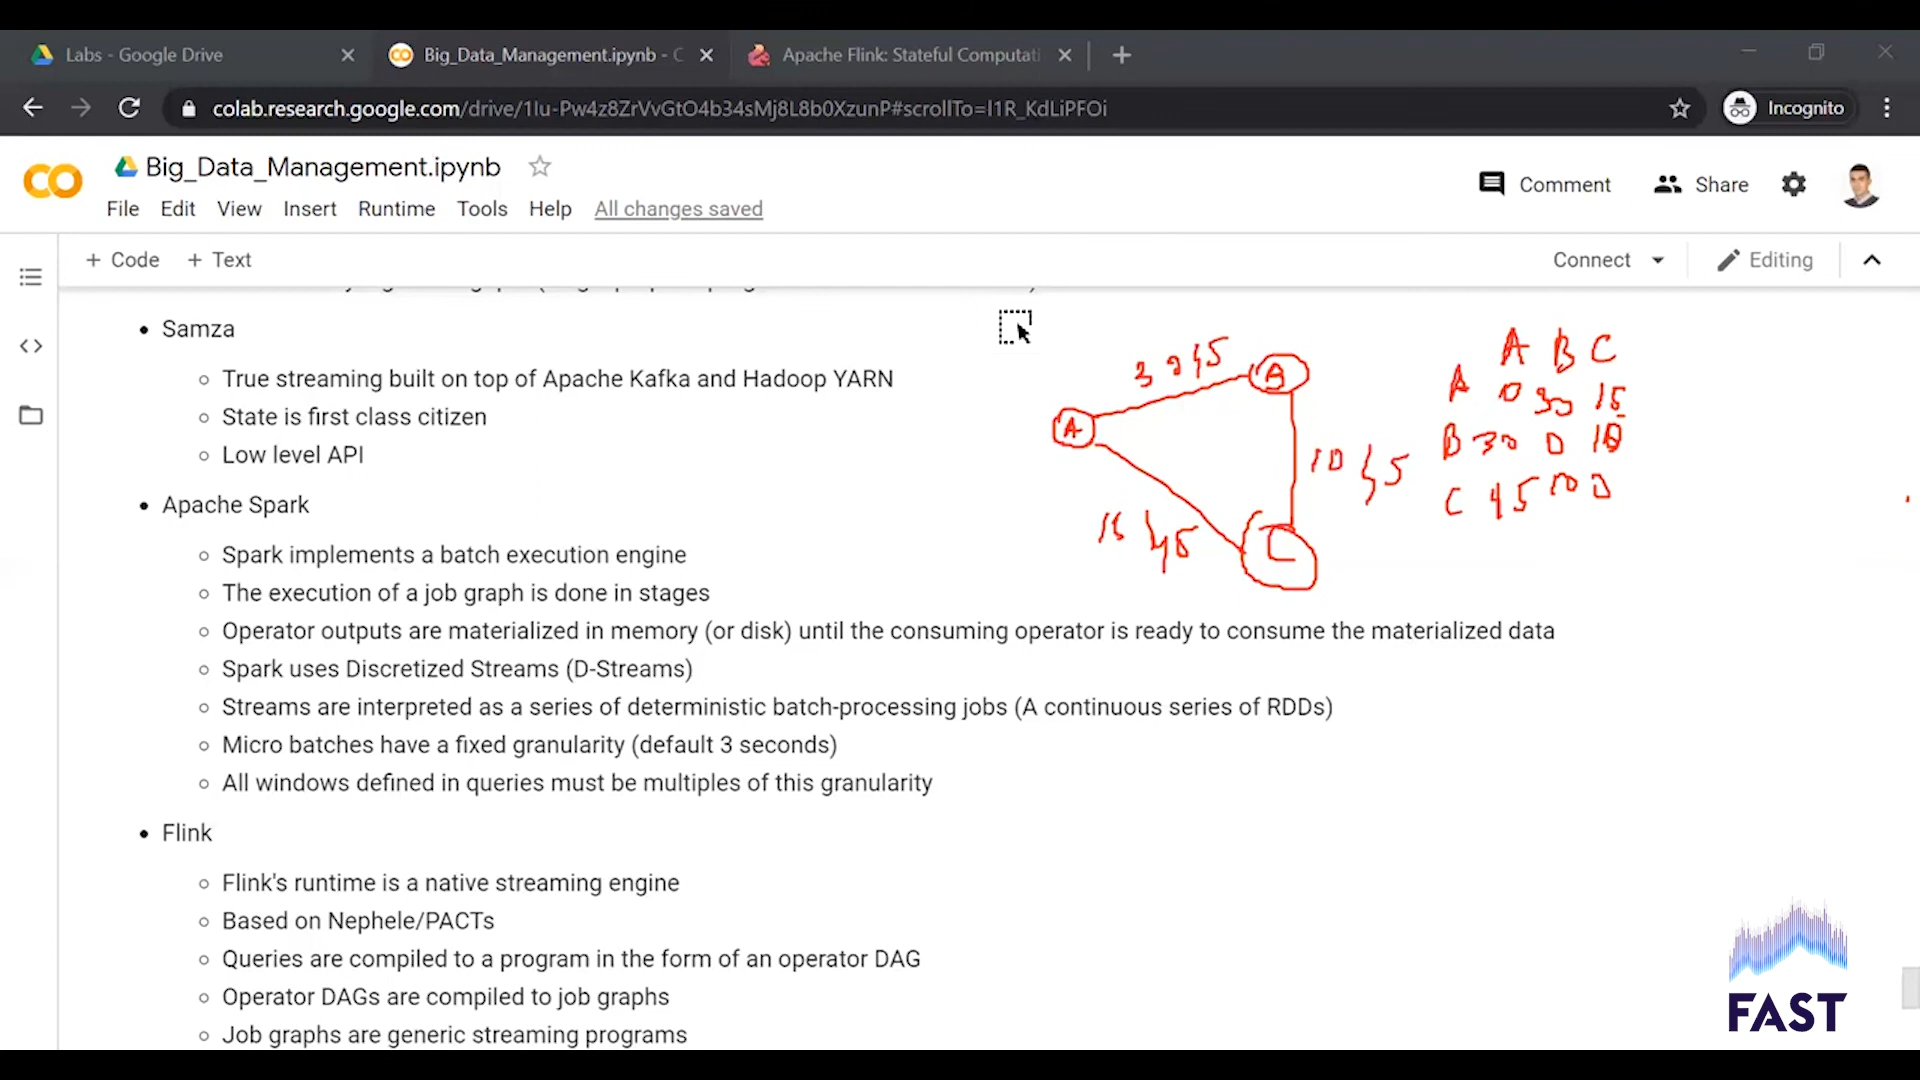 Labs - Google Drive
Big_Data_Management.ipynb - C
Apache Flink: Stateful Computati
colab.research.google.com/drive/1Iu-Pw4z8ZrVvGtO4b34sMj8L8b0XzunP#scrollTo=l1R_KdLiPFOi
Incognito
Big_Data_Management.ipynb
Comment
Share
File Edit View Insert Runtime Tools Help All changes saved
+ Code + Text
Connect
Editing
Samza
True streaming built on top of Apache Kafka and Hadoop YARN
State is first class citizen
Low level API
Apache Spark
Spark implements a batch execution engine
The execution of a job graph is done in stages
Operator outputs are materialized in memory (or disk) until the consuming operator is ready to consume the materialized data
Spark uses Discretized Streams (D-Streams)
Streams are interpreted as a series of deterministic batch-processing jobs (A continuous series of RDDs)
Micro batches have a fixed granularity (default 3 seconds)
All windows defined in queries must be multiples of this granularity
Flink
Flink's runtime is a native streaming engine
Based on Nephele/PACTs
Queries are compiled to a program in the form of an operator DAG
Operator DAGs are compiled to job graphs
Job graphs are generic streaming programs
A
C
10
A B C
A 0 30 15
B 30 0 10
C 45 10 0
FAST